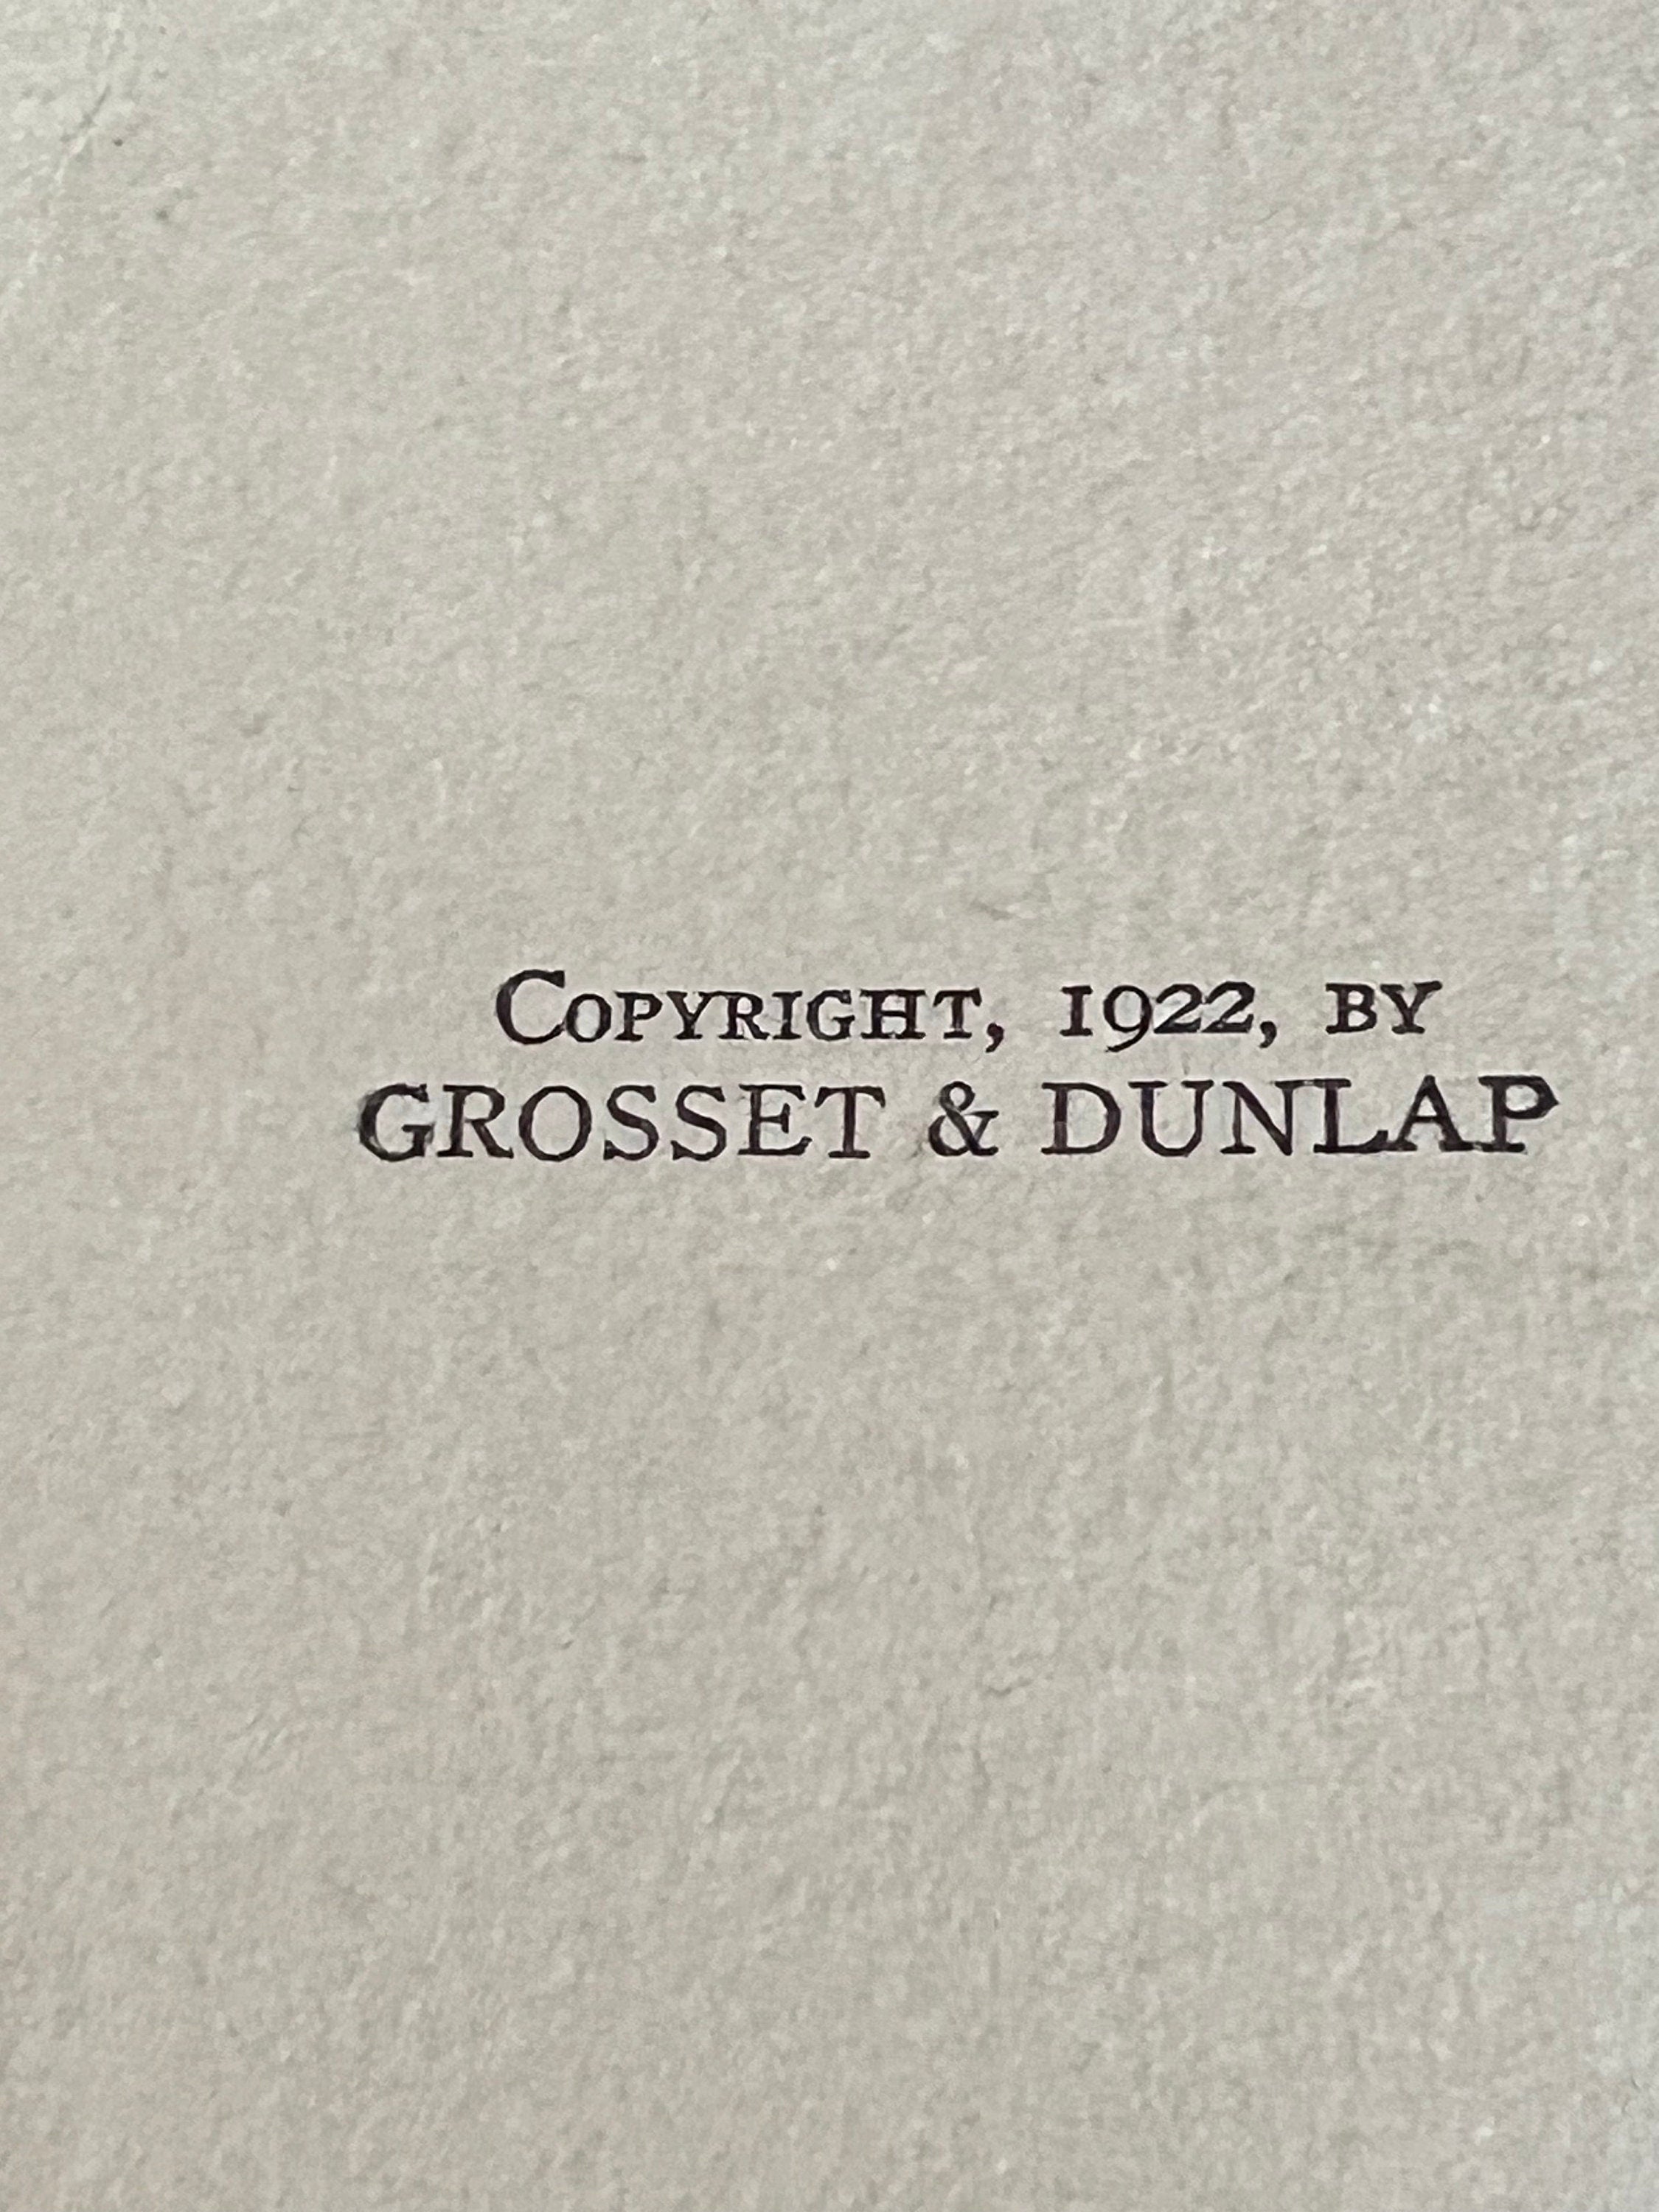 Copyright, 1922, by
GROSSET & DUNLAP